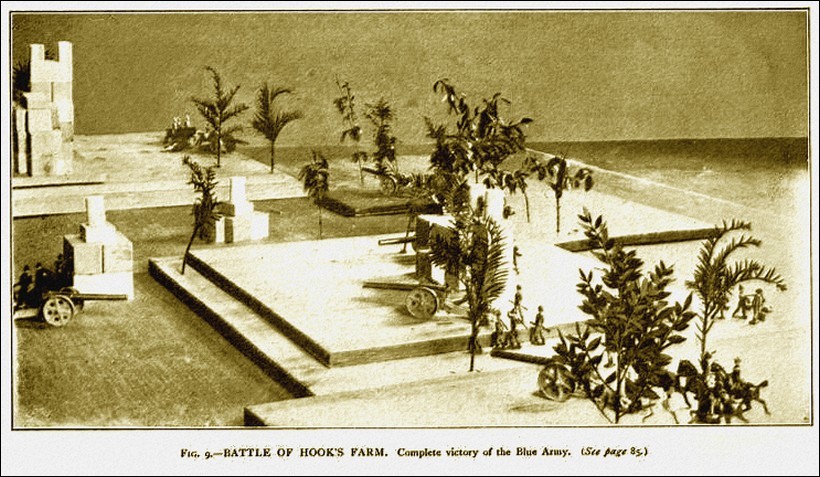 FIG. 9.—BATTLE OF HOOK'S FARM. Complete victory of the Blue Army. (See page 85.)